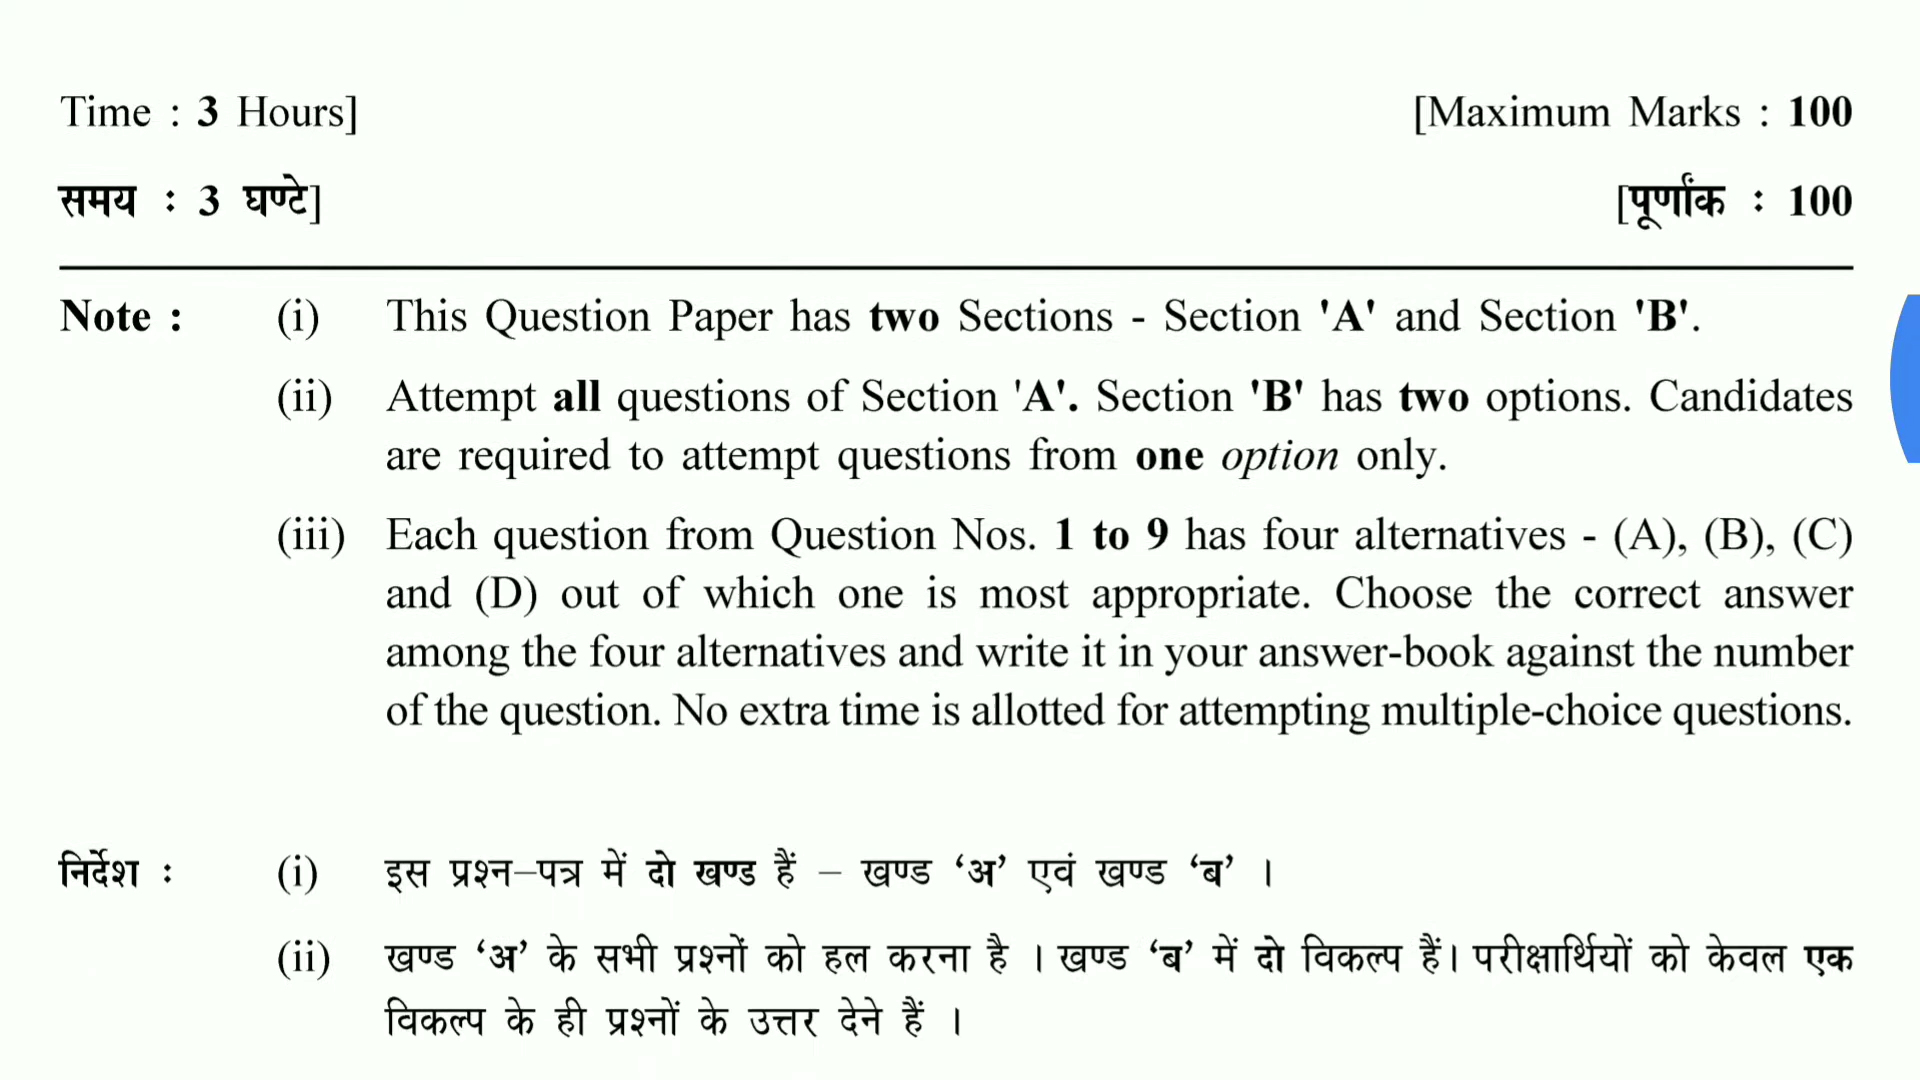 Time : 3 Hours]
[Maximum Marks : 100
समय : 3 घण्टे]
[पूर्णांक : 100
Note : (i) This Question Paper has two Sections - Section 'A' and Section 'B'.
(ii) Attempt all questions of Section 'A'. Section 'B' has two options. Candidates
are required to attempt questions from one option only.
(iii) Each question from Question Nos. 1 to 9 has four alternatives - (A), (B), (C)
and (D) out of which one is most appropriate. Choose the correct answer
among the four alternatives and write it in your answer-book against the number
of the question. No extra time is allotted for attempting multiple-choice questions.
निर्देश : (i) इस प्रश्न–पत्र में दो खण्ड हैं – खण्ड ‘अ’ एवं खण्ड ‘ब’ ।
(ii) खण्ड ‘अ’ के सभी प्रश्नों को हल करना है । खण्ड ‘ब’ में दो विकल्प हैं। परीक्षार्थियों को केवल एक
विकल्प के ही प्रश्नों के उत्तर देने हैं ।